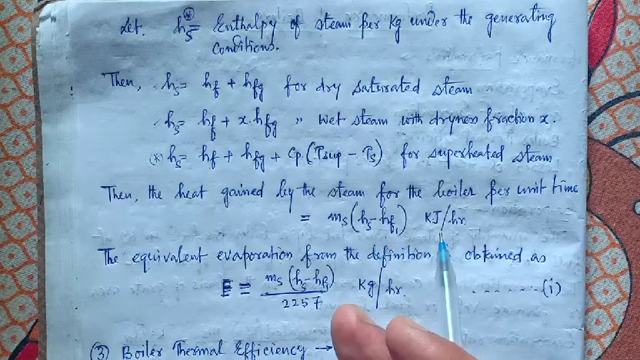 Let. hs = Enthalpy of steam per kg under the generating
conditions.
Then, hs = hf + hfg for dry saturated steam
hs = hf + x.hfg " Wet steam with dryness fraction x.
(*) hs = hf + hfg + Cp (Tsup - Ts) for superheated steam
Then, the heat gained by the steam for the boiler per unit time
= ms (hs - hf1) KJ/hr
The equivalent evaporation from the definition obtained as
E = ms (hs - hf1) / 2257 kg/hr. ........ (i)
(3) Boiler Thermal Efficiency →